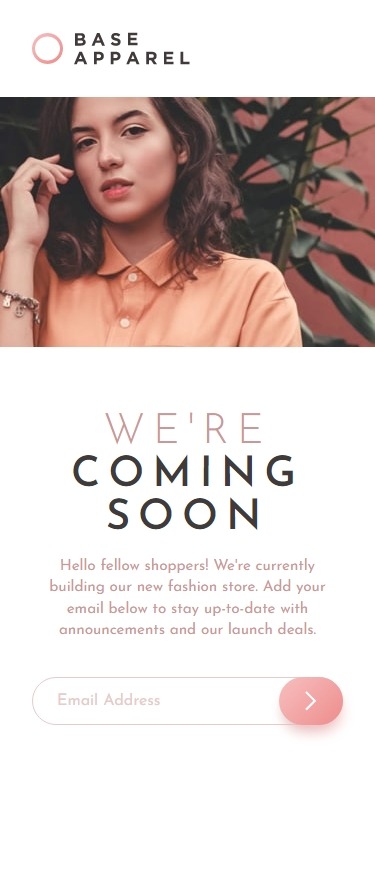 BASE
APPAREL
WE'RE
COMING
SOON
Hello fellow shoppers! We're currently
building our new fashion store. Add your
email below to stay up-to-date with
announcements and our launch deals.
Email Address